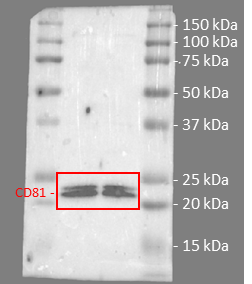 - 150 kDa
- 100 kDa
- 75 kDa
- 50 kDa
- 37 kDa
- 25 kDa
CD81 -
- 20 kDa
- 15 kDa